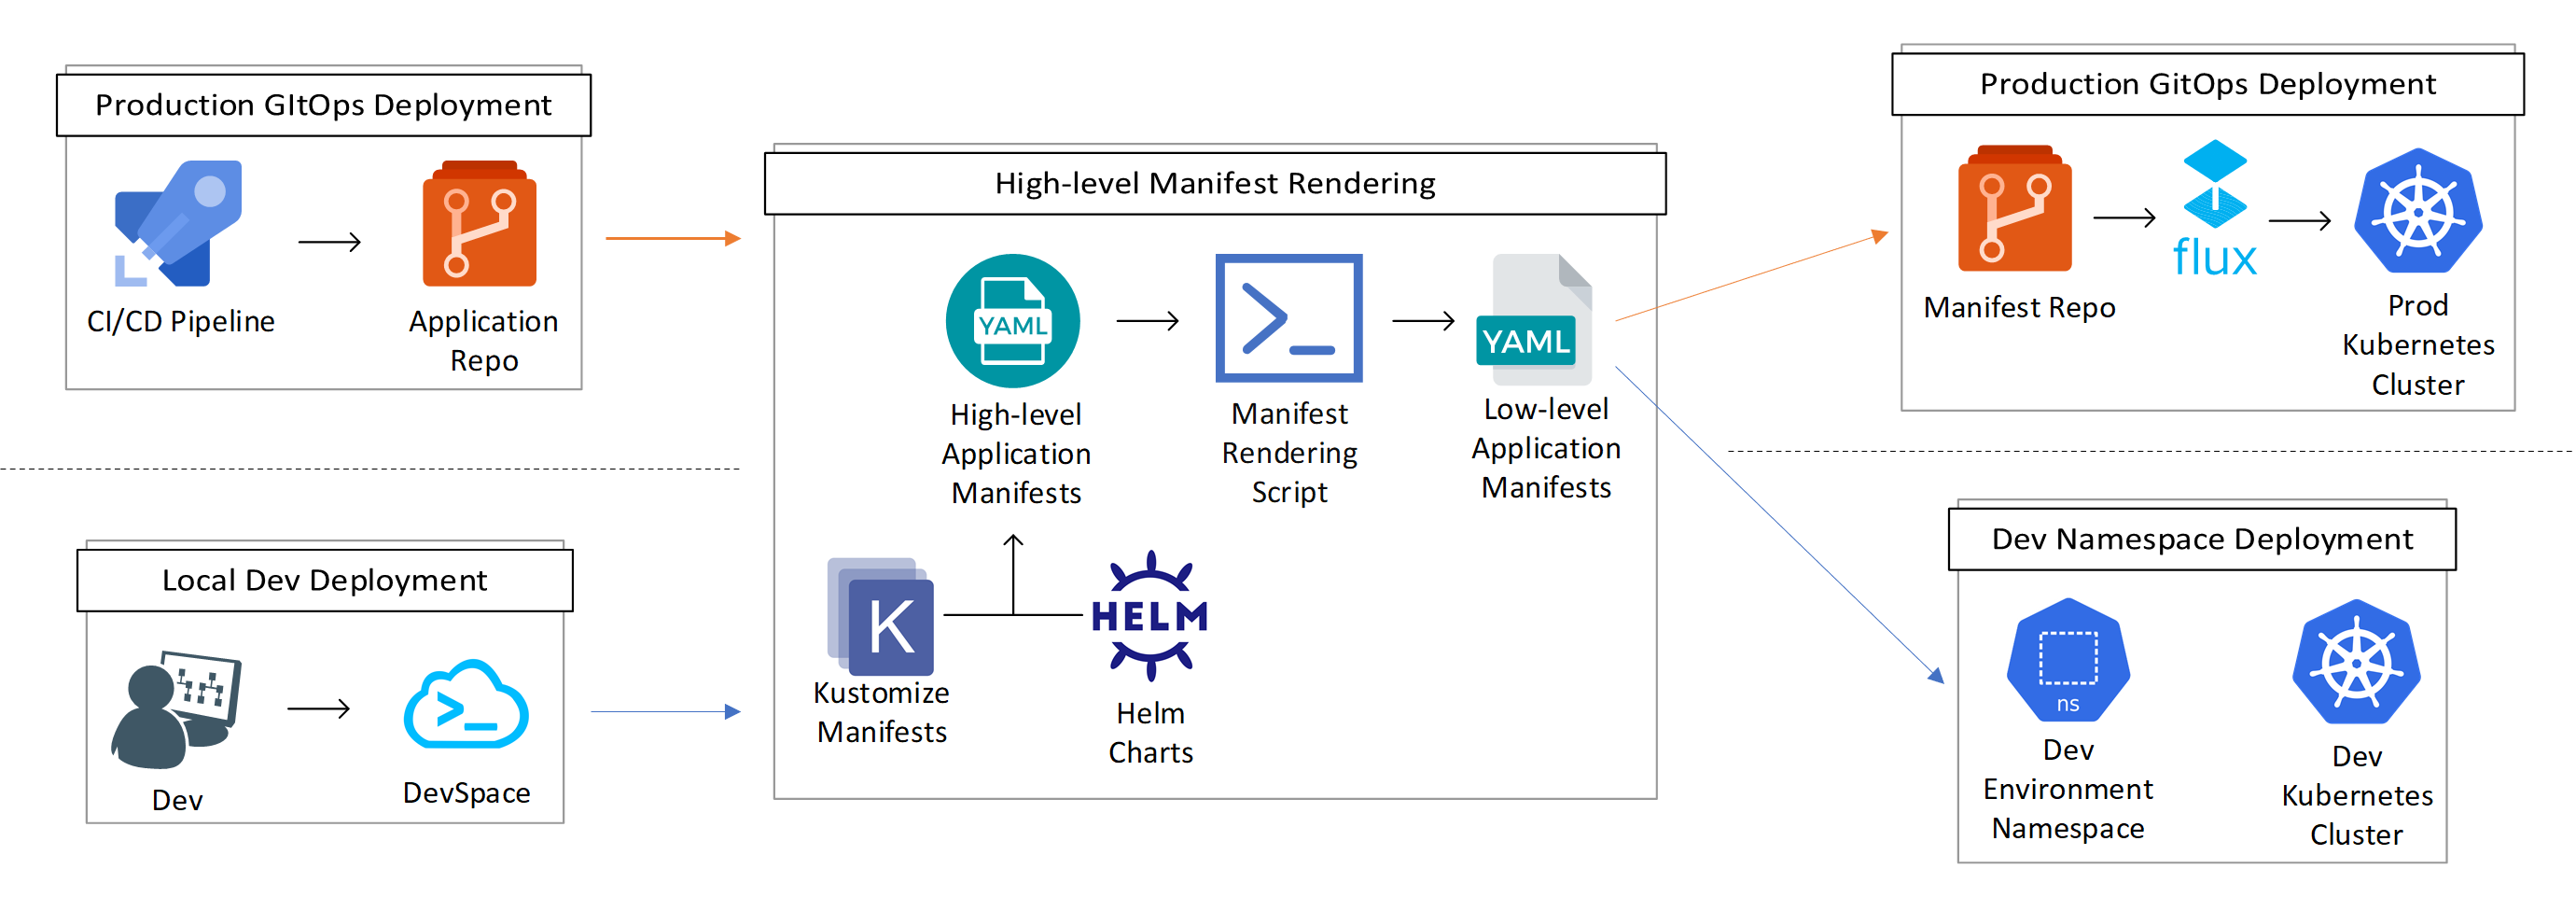 Production GItOps Deployment
CI/CD Pipeline
Application
Repo
Local Dev Deployment
Dev
DevSpace
High-level Manifest Rendering
YAML
High-level
Application
Manifests
Manifest
Rendering
Script
YAML
Low-level
Application
Manifests
K
Kustomize
Manifests
HELM
Helm
Charts
Production GitOps Deployment
Manifest Repo
flux
Prod
Kubernetes
Cluster
Dev Namespace Deployment
ns
Dev
Environment
Namespace
Dev
Kubernetes
Cluster